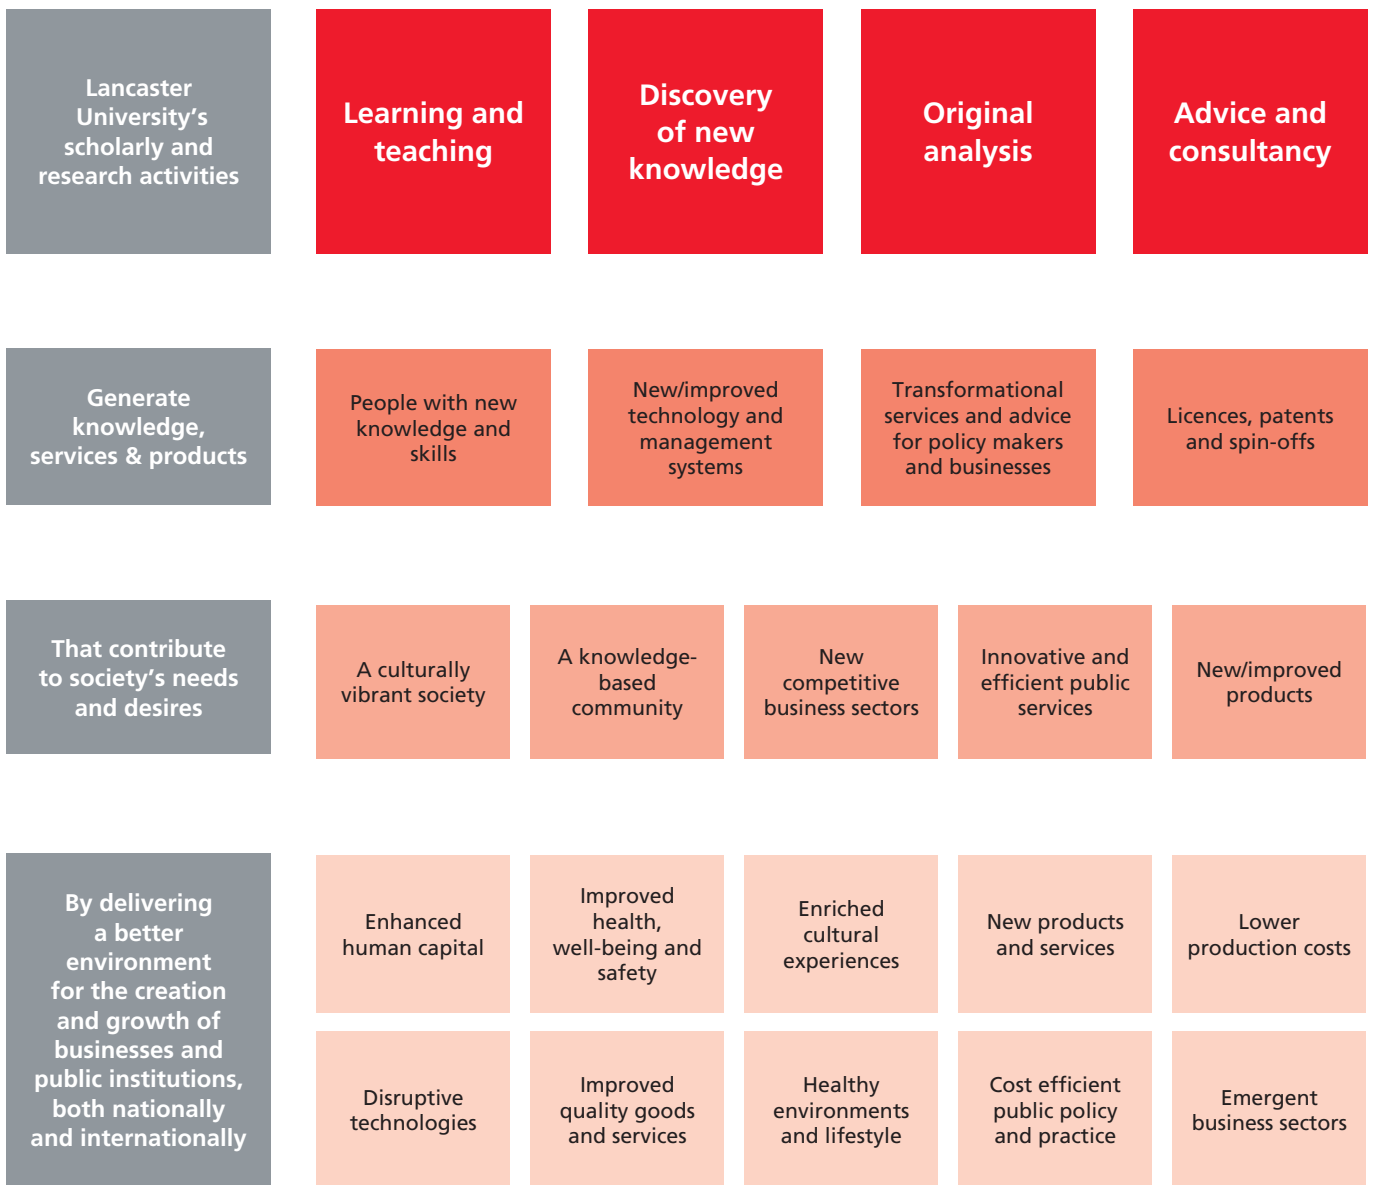 Lancaster
University’s
scholarly and
research activities
Learning and
teaching
Discovery
of new
knowledge
Original
analysis
Advice and
consultancy
Generate
knowledge,
services & products
People with new
knowledge and
skills
New/improved
technology and
management
systems
Transformational
services and advice
for policy makers
and businesses
Licences, patents
and spin-offs
That contribute
to society’s needs
and desires
A culturally
vibrant society
A knowledge-
based
community
New
competitive
business sectors
Innovative and
efficient public
services
New/improved
products
By delivering
a better
environment
for the creation
and growth of
businesses and
public institutions,
both nationally
and internationally
Enhanced
human capital
Improved
health,
well-being and
safety
Enriched
cultural
experiences
New products
and services
Lower
production costs
Disruptive
technologies
Improved
quality goods
and services
Healthy
environments
and lifestyle
Cost efficient
public policy
and practice
Emergent
business sectors